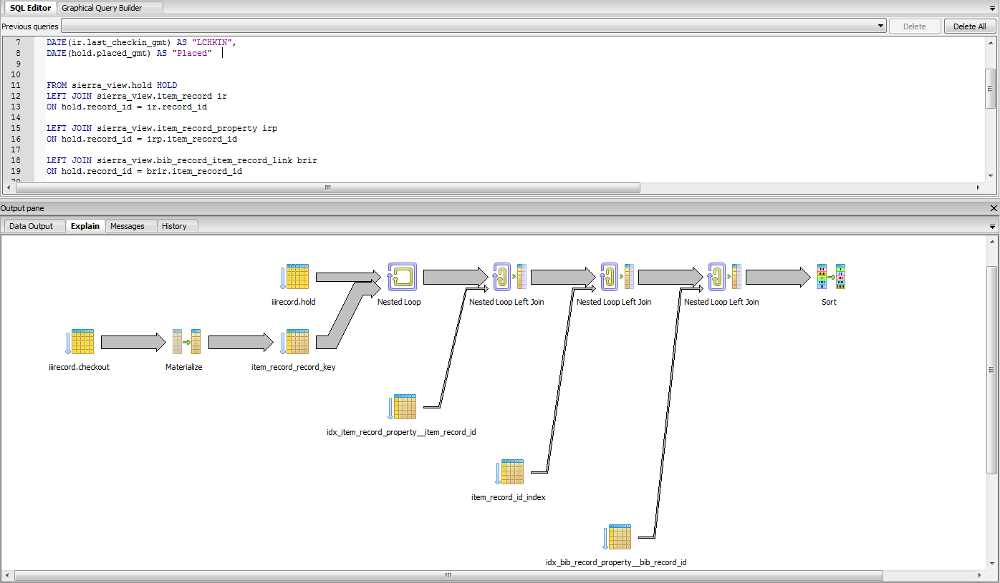 SQL Editor Graphical Query Builder
Previous queries Delete Delete All
7 DATE(ir.last_checkin_gmt) AS "LCHKIN",
8 DATE(hold.placed_gmt) AS "Placed"
9
10
11 FROM sierra_view.hold HOLD
12 LEFT JOIN sierra_view.item_record ir
13 ON hold.record_id = ir.record_id
14
15 LEFT JOIN sierra_view.item_record_property irp
16 ON hold.record_id = irp.item_record_id
17
18 LEFT JOIN sierra_view.bib_record_item_record_link brir
19 ON hold.record_id = brir.item_record_id
20
Output pane
Data Output Explain Messages History
iiirecord.hold Nested Loop Nested Loop Left Join Nested Loop Left Join Nested Loop Left Join Sort
iiirecord.checkout Materialize item_record_record_key
idx_item_record_property__item_record_id
item_record_id_index
idx_bib_record_property__bib_record_id